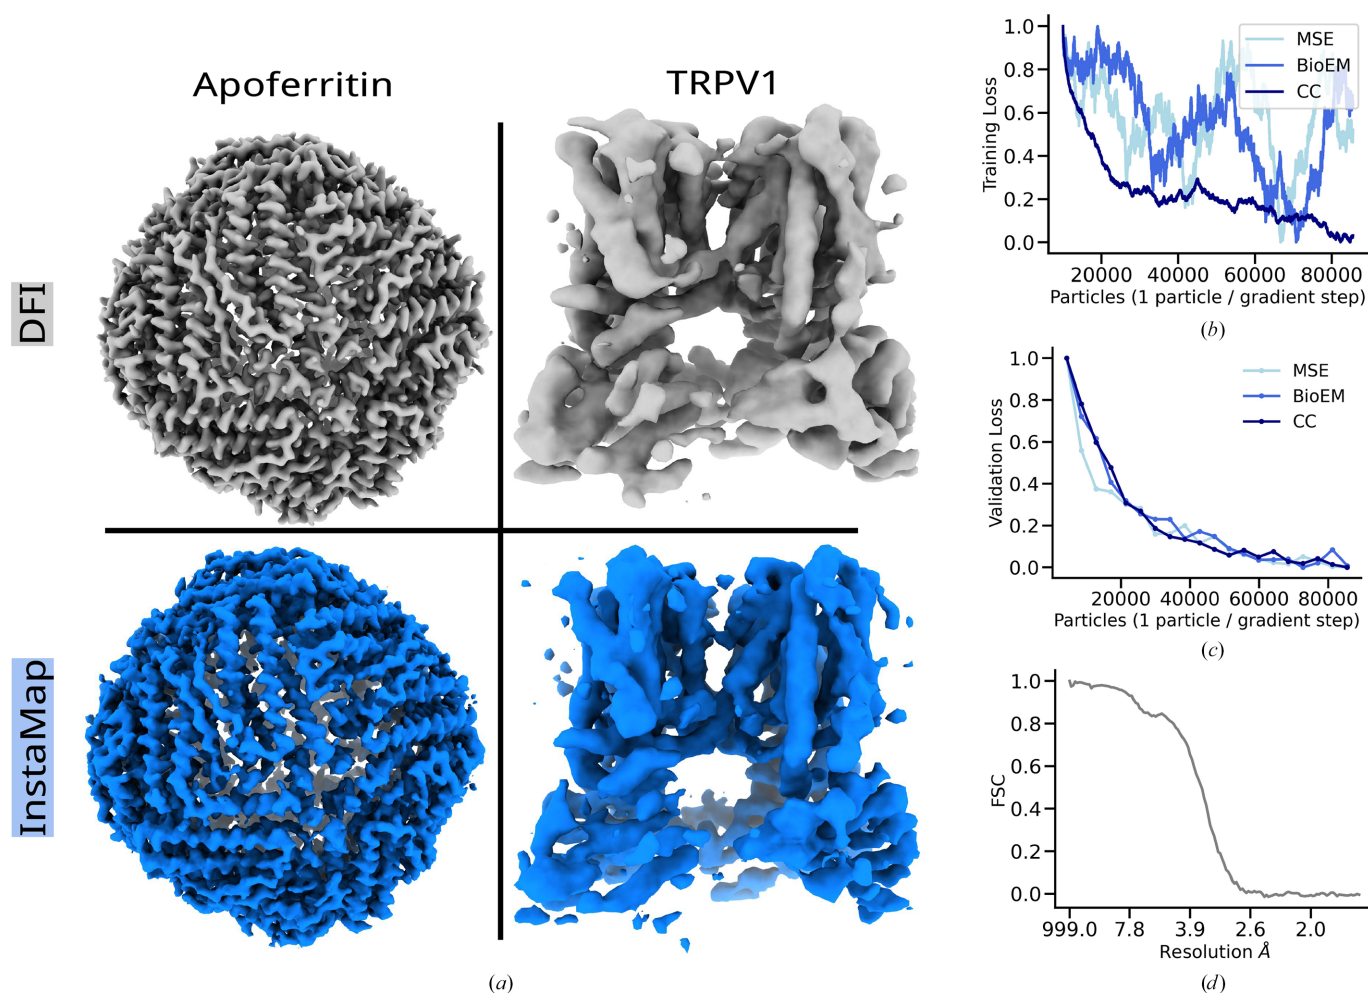 Apoferritin
TRPV1
DFI
InstaMap
(a)
Training Loss
1.0
0.8
0.6
0.4
0.2
0.0
MSE
BioEM
CC
20000 40000 60000 80000
Particles (1 particle / gradient step)
(b)
Validation Loss
1.0
0.8
0.6
0.4
0.2
0.0
MSE
BioEM
CC
20000 40000 60000 80000
Particles (1 particle / gradient step)
(c)
FSC
1.0
0.8
0.6
0.4
0.2
0.0
999.0 7.8 3.9 2.6 2.0
Resolution Å
(d)